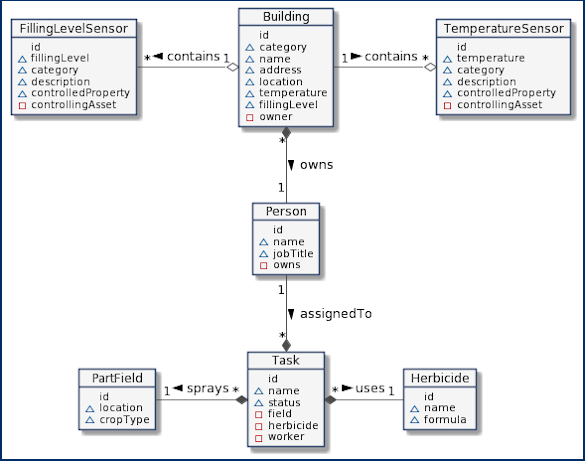 FillingLevelSensor
id
fillingLevel
category
description
controlledProperty
controllingAsset
* contains 1
Building
id
category
name
address
location
temperature
fillingLevel
owner
1 contains *
TemperatureSensor
id
temperature
category
description
controlledProperty
controllingAsset
*
owns
1
Person
id
name
jobTitle
owns
1
assignedTo
*
PartField
id
location
cropType
1 sprays *
Task
id
name
status
field
herbicide
worker
* uses 1
Herbicide
id
name
formula